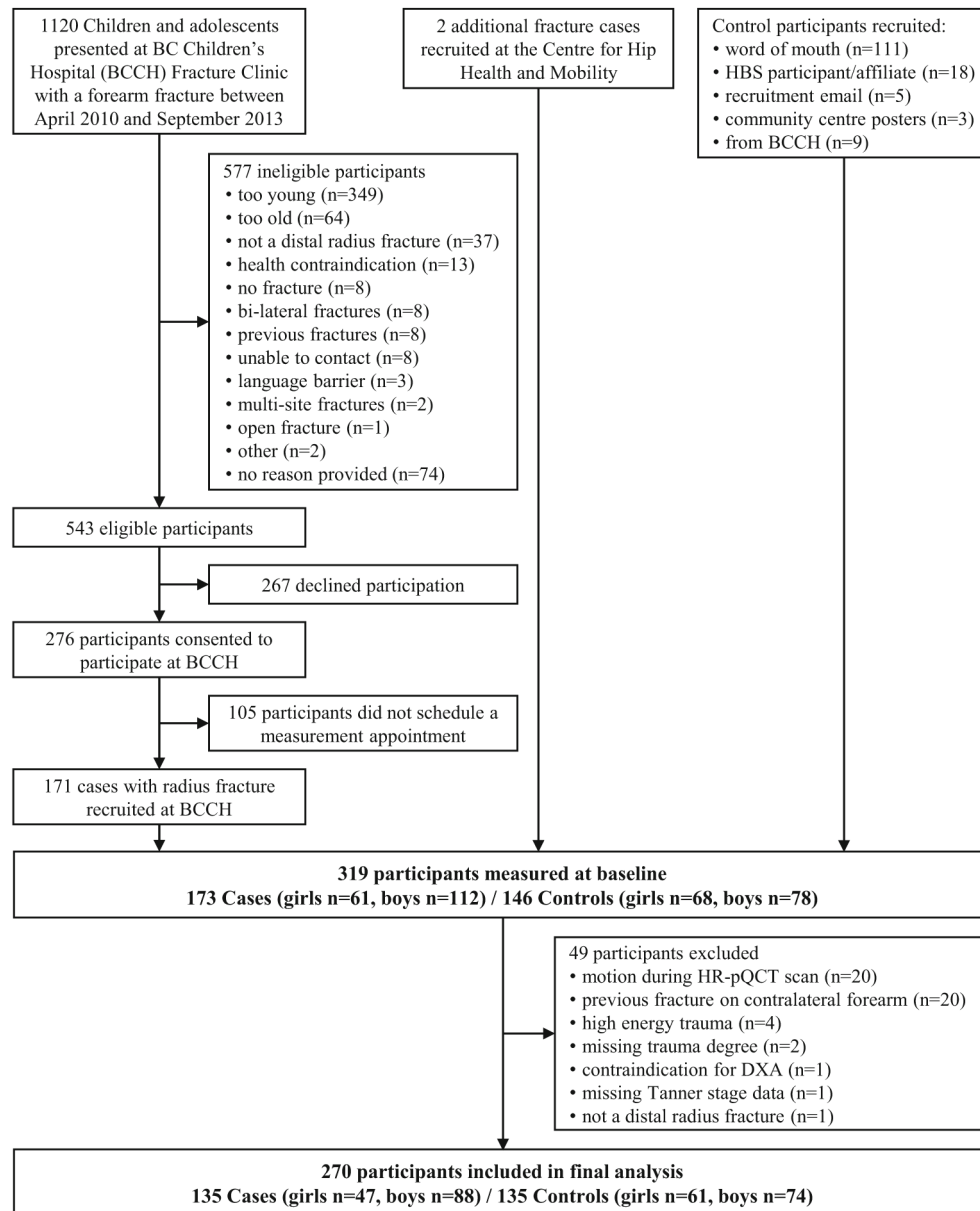 1120 Children and adolescents
presented at BC Children's
Hospital (BCCH) Fracture Clinic
with a forearm fracture between
April 2010 and September 2013
2 additional fracture cases
recruited at the Centre for Hip
Health and Mobility
Control participants recruited:
• word of mouth (n=111)
• HBS participant/affiliate (n=18)
• recruitment email (n=5)
• community centre posters (n=3)
• from BCCH (n=9)
577 ineligible participants
• too young (n=349)
• too old (n=64)
• not a distal radius fracture (n=37)
• health contraindication (n=13)
• no fracture (n=8)
• bi-lateral fractures (n=8)
• previous fractures (n=8)
• unable to contact (n=8)
• language barrier (n=3)
• multi-site fractures (n=2)
• open fracture (n=1)
• other (n=2)
• no reason provided (n=74)
543 eligible participants
267 declined participation
276 participants consented to
participate at BCCH
105 participants did not schedule a
measurement appointment
171 cases with radius fracture
recruited at BCCH
319 participants measured at baseline
173 Cases (girls n=61, boys n=112) / 146 Controls (girls n=68, boys n=78)
49 participants excluded
• motion during HR-pQCT scan (n=20)
• previous fracture on contralateral forearm (n=20)
• high energy trauma (n=4)
• missing trauma degree (n=2)
• contraindication for DXA (n=1)
• missing Tanner stage data (n=1)
• not a distal radius fracture (n=1)
270 participants included in final analysis
135 Cases (girls n=47, boys n=88) / 135 Controls (girls n=61, boys n=74)